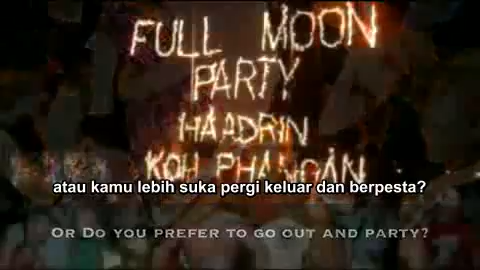 FULL MOON
PARTY
HAADRIN
KOH PHANGAN
atau kamu lebih suka pergi keluar dan berpesta?
OR DO YOU PREFER TO GO OUT AND PARTY?